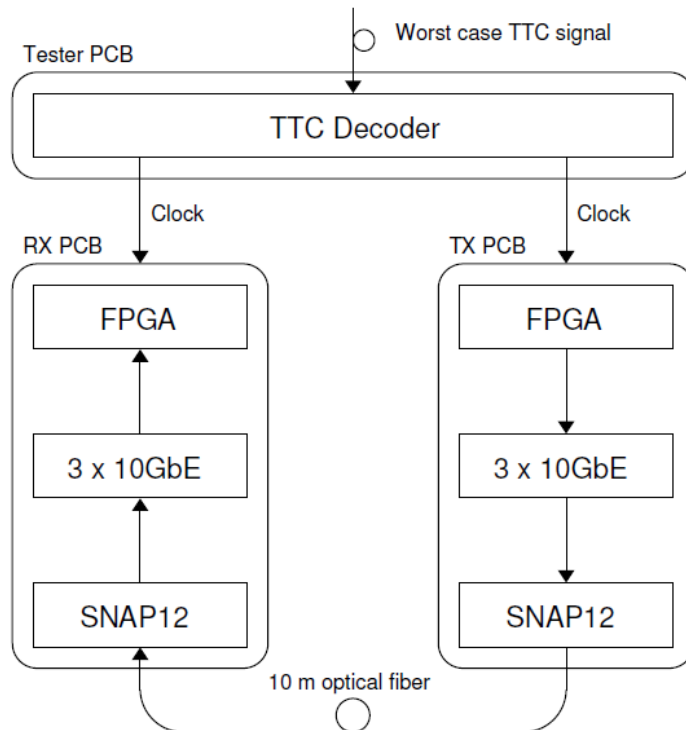 Worst case TTC signal
Tester PCB
TTC Decoder
Clock
Clock
RX PCB
TX PCB
FPGA
FPGA
3 x 10GbE
3 x 10GbE
SNAP12
SNAP12
10 m optical fiber